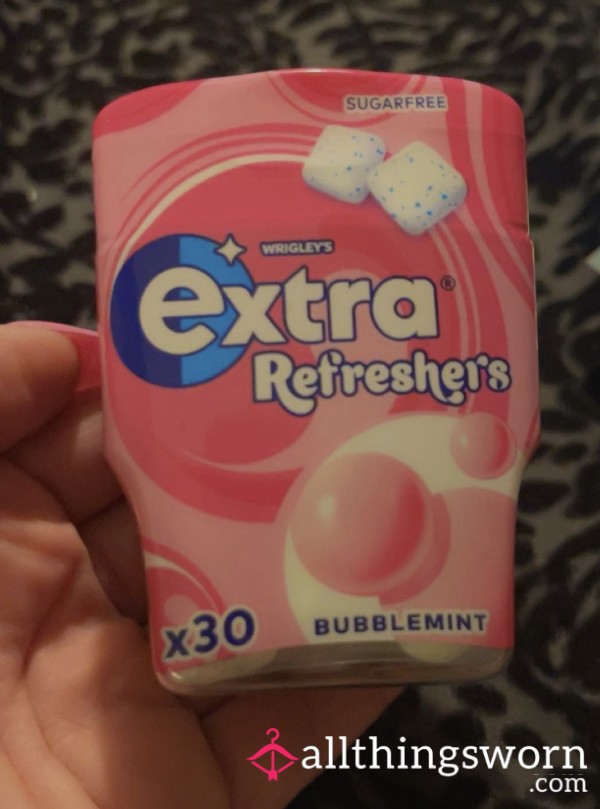 SUGARFREE
WRIGLEY'S
extra®
Refreshers
x30
BUBBLEMINT
allthingsworn
.com